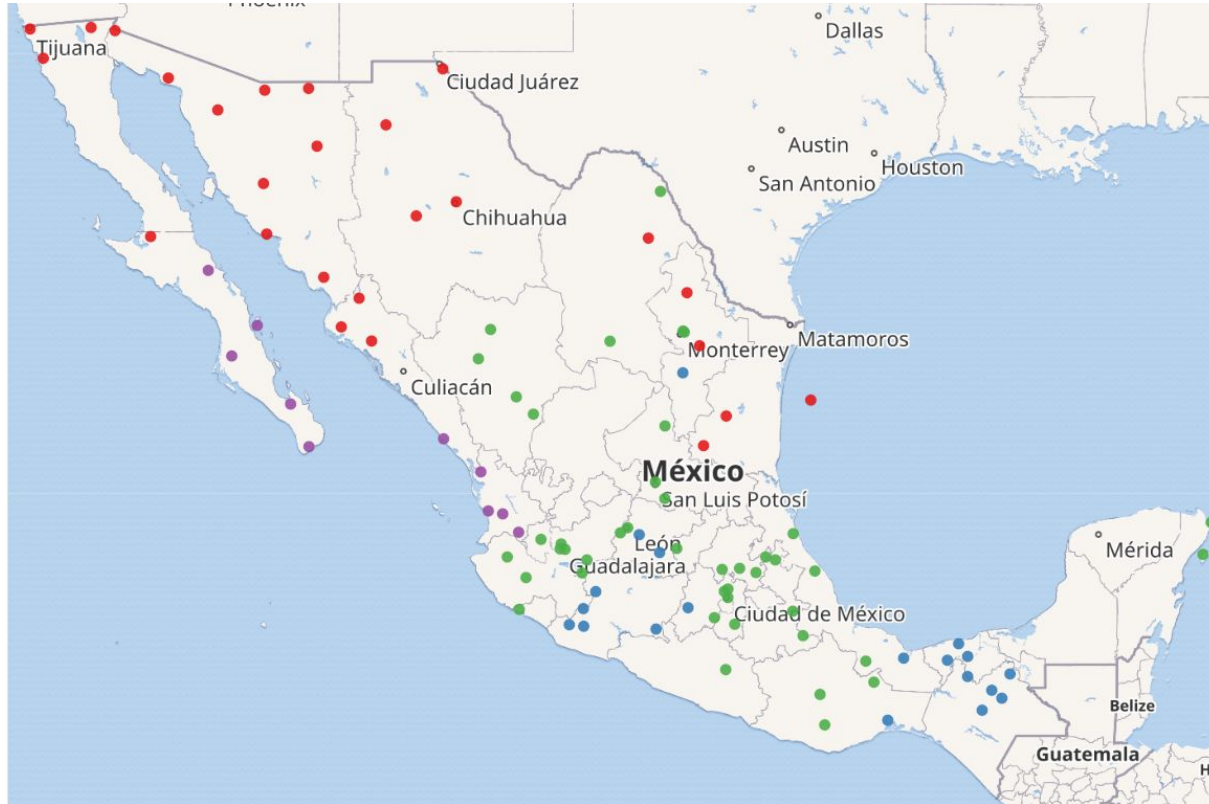 Phoenix
Dallas
Tijuana
Ciudad Juárez
Austin
Houston
San Antonio
Chihuahua
Matamoros
Monterrey
Culiacán
México
San Luis Potosí
León
Mérida
Guadalajara
Ciudad de México
Belize
Guatemala
H